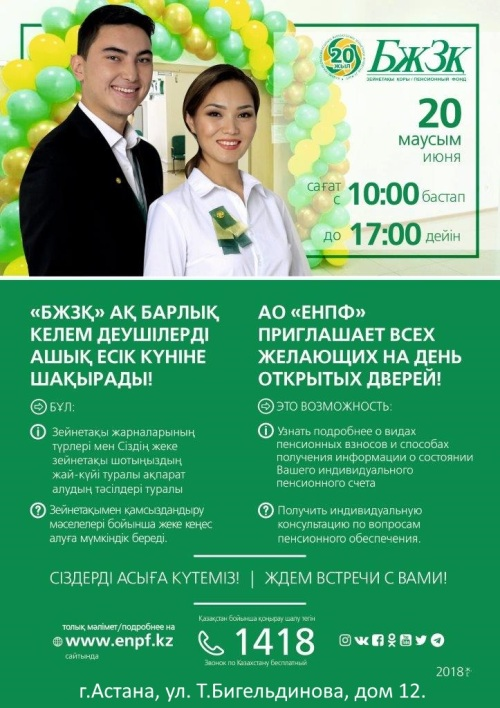 20
ЖЫЛ
БЖЗҚ
ЗЕЙНЕТАҚЫ ҚОРЫ | ПЕНСИОННЫЙ ФОНД
20
маусым
июня
сағат
с 10:00 бастап
до 17:00 дейін
«БЖЗҚ» АҚ БАРЛЫҚ
КЕЛЕМ ДЕУШІЛЕРДІ
АШЫҚ ЕСІК КҮНІНЕ
ШАҚЫРАДЫ!
БҰЛ:
Зейнетақы жарналарының
түрлері мен Сіздің жеке
зейнетақы шотыңыздың
жай-күйі туралы ақпарат
алудың тәсілдері туралы
Зейнетақымен қамсыздандыру
мәселелері бойынша жеке кеңес
алуға мүмкіндік береді.
АО «ЕНПФ»
ПРИГЛАШАЕТ ВСЕХ
ЖЕЛАЮЩИХ НА ДЕНЬ
ОТКРЫТЫХ ДВЕРЕЙ!
ЭТО ВОЗМОЖНОСТЬ:
Узнать подробнее о видах
пенсионных взносов и способах
получения информации о состоянии
Вашего индивидуального
пенсионного счета
Получить индивидуальную
консультацию по вопросам
пенсионного обеспечения.
СІЗДЕРДІ АСЫҒА КҮТЕМІЗ! | ЖДЕМ ВСТРЕЧИ С ВАМИ!
толық мәлімет/подробнее на
www.enpf.kz
сайтында
Қазақстан бойынша қоңырау шалу тегін
1418
Звонок по Казахстану бесплатный
2018
г.Астана, ул. Т.Бигельдинова, дом 12.